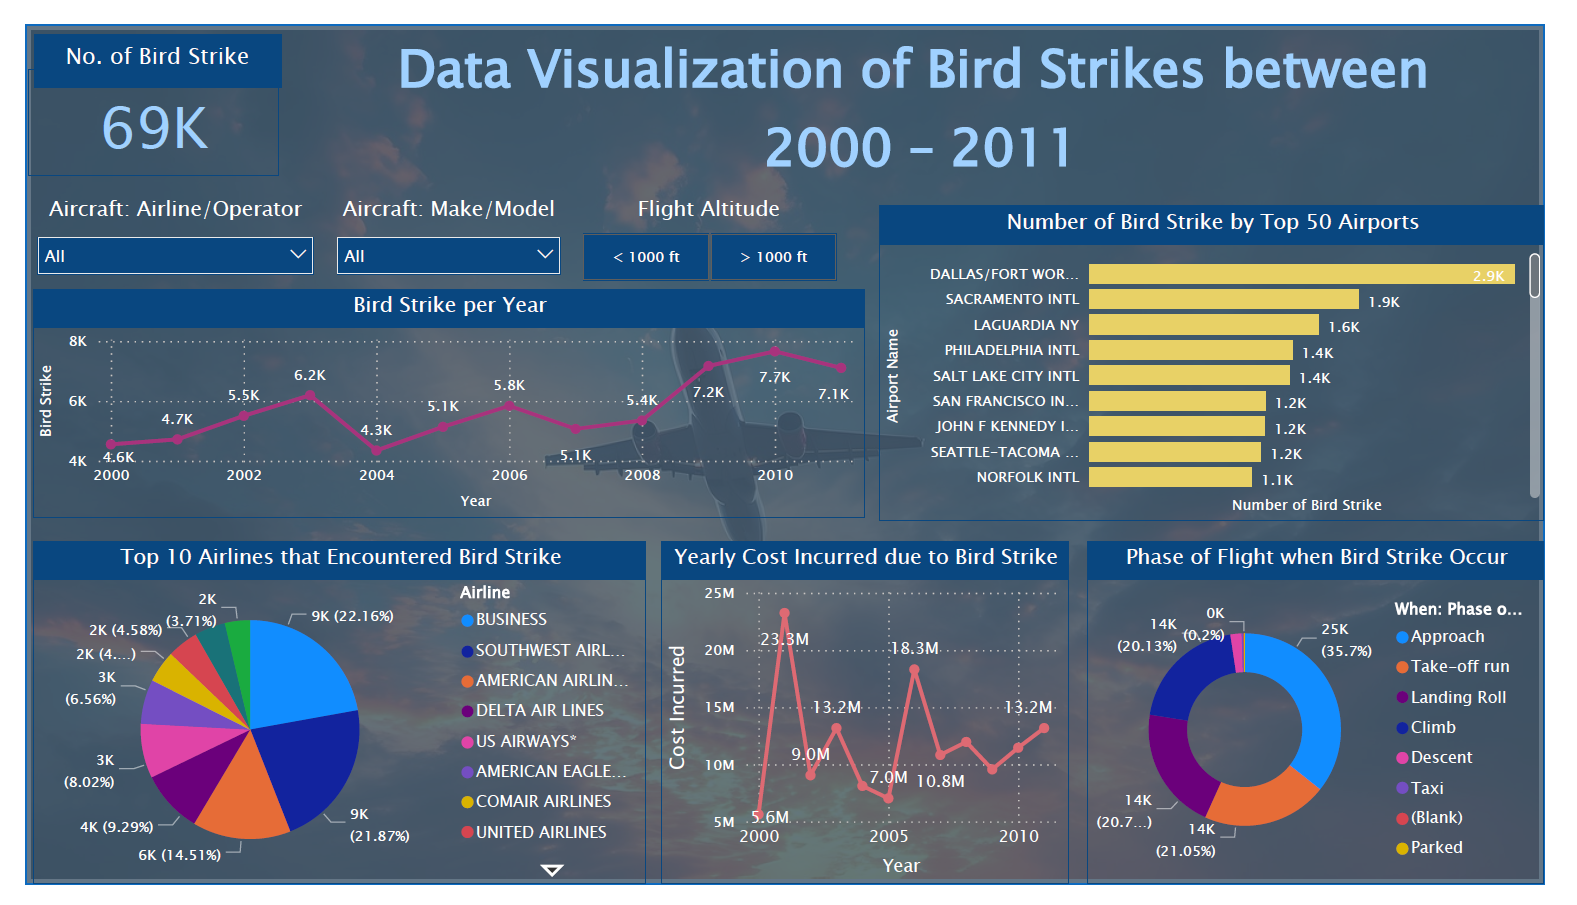 No. of Bird Strike
69K
Data Visualization of Bird Strikes between
2000 – 2011
Aircraft: Airline/Operator
All
Aircraft: Make/Model
All
Flight Altitude
< 1000 ft
> 1000 ft
Bird Strike per Year
Bird Strike
8K
6K
4K
4.6K
4.7K
5.5K
6.2K
4.3K
5.1K
5.8K
5.1K
5.4K
7.2K
7.7K
7.1K
2000
2002
2004
2006
2008
2010
Year
Number of Bird Strike by Top 50 Airports
Airport Name
DALLAS/FORT WOR... 2.9K
SACRAMENTO INTL 1.9K
LAGUARDIA NY 1.6K
PHILADELPHIA INTL 1.4K
SALT LAKE CITY INTL 1.4K
SAN FRANCISCO IN... 1.2K
JOHN F KENNEDY I... 1.2K
SEATTLE-TACOMA ... 1.2K
NORFOLK INTL 1.1K
Number of Bird Strike
Top 10 Airlines that Encountered Bird Strike
9K (22.16%)
9K
(21.87%)
6K (14.51%)
4K (9.29%)
3K
(8.02%)
3K
(6.56%)
2K (4....)
2K (4.58%)
2K
(3.71%)
Airline
BUSINESS
SOUTHWEST AIRL...
AMERICAN AIRLIN...
DELTA AIR LINES
US AIRWAYS*
AMERICAN EAGLE...
COMAIR AIRLINES
UNITED AIRLINES
Yearly Cost Incurred due to Bird Strike
Cost Incurred
25M
20M
15M
10M
5M
5.6M
23.3M
9.0M
13.2M
7.0M
18.3M
10.8M
13.2M
2000
2005
2010
Year
Phase of Flight when Bird Strike Occur
25K
(35.7%)
14K
(21.05%)
14K
(20.7...)
14K
(20.13%)
0K
(0.2%)
When: Phase o...
Approach
Take-off run
Landing Roll
Climb
Descent
Taxi
(Blank)
Parked